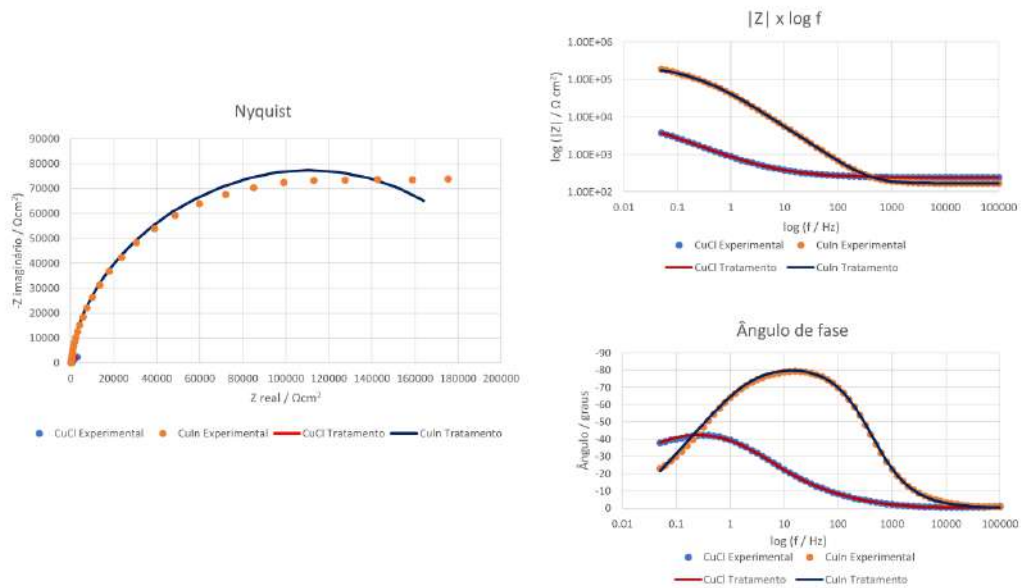 Nyquist
-Z imaginário / Ωcm²
90000
80000
70000
60000
50000
40000
30000
20000
10000
0
0 20000 40000 60000 80000 100000 120000 140000 160000 180000 200000
Z real / Ωcm²
CuCl Experimental CuIn Experimental CuCl Tratamento CuIn Tratamento
|Z| x log f
log (|Z| / Ω cm²)
1.00E+06
1.00E+05
1.00E+04
1.00E+03
1.00E+02
0.01 0.1 1 10 100 1000 10000 100000
log (f / Hz)
CuCl Experimental CuIn Experimental
CuCl Tratamento CuIn Tratamento
Ângulo de fase
Ângulo / graus
-90
-80
-70
-60
-50
-40
-30
-20
-10
0
0.01 0.1 1 10 100 1000 10000 100000
log (f / Hz)
CuCl Experimental CuIn Experimental
CuCl Tratamento CuIn Tratamento